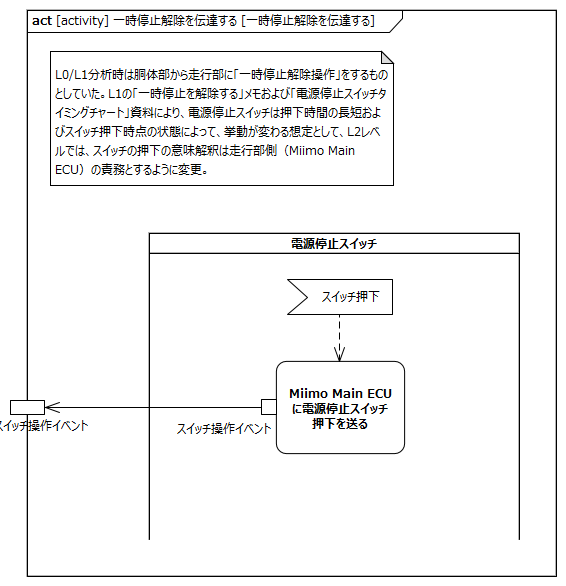 act [activity] 一時停止解除を伝達する [一時停止解除を伝達する]
L0/L1分析時は胴体部から走行部に「一時停止解除操作」をするもの
としていた。L1の「一時停止を解除する」メモおよび「電源停止スイッチタ
イミングチャート」資料により、電源停止スイッチは押下時間の長短およ
びスイッチ押下時点の状態によって、挙動が変わる想定として、L2レベ
ルでは、スイッチの押下の意味解釈は走行部側（Miimo Main
ECU）の責務とするように変更。
電源停止スイッチ
スイッチ押下
Miimo Main ECU
に電源停止スイッチ
押下を送る
スイッチ操作イベント
スイッチ操作イベント